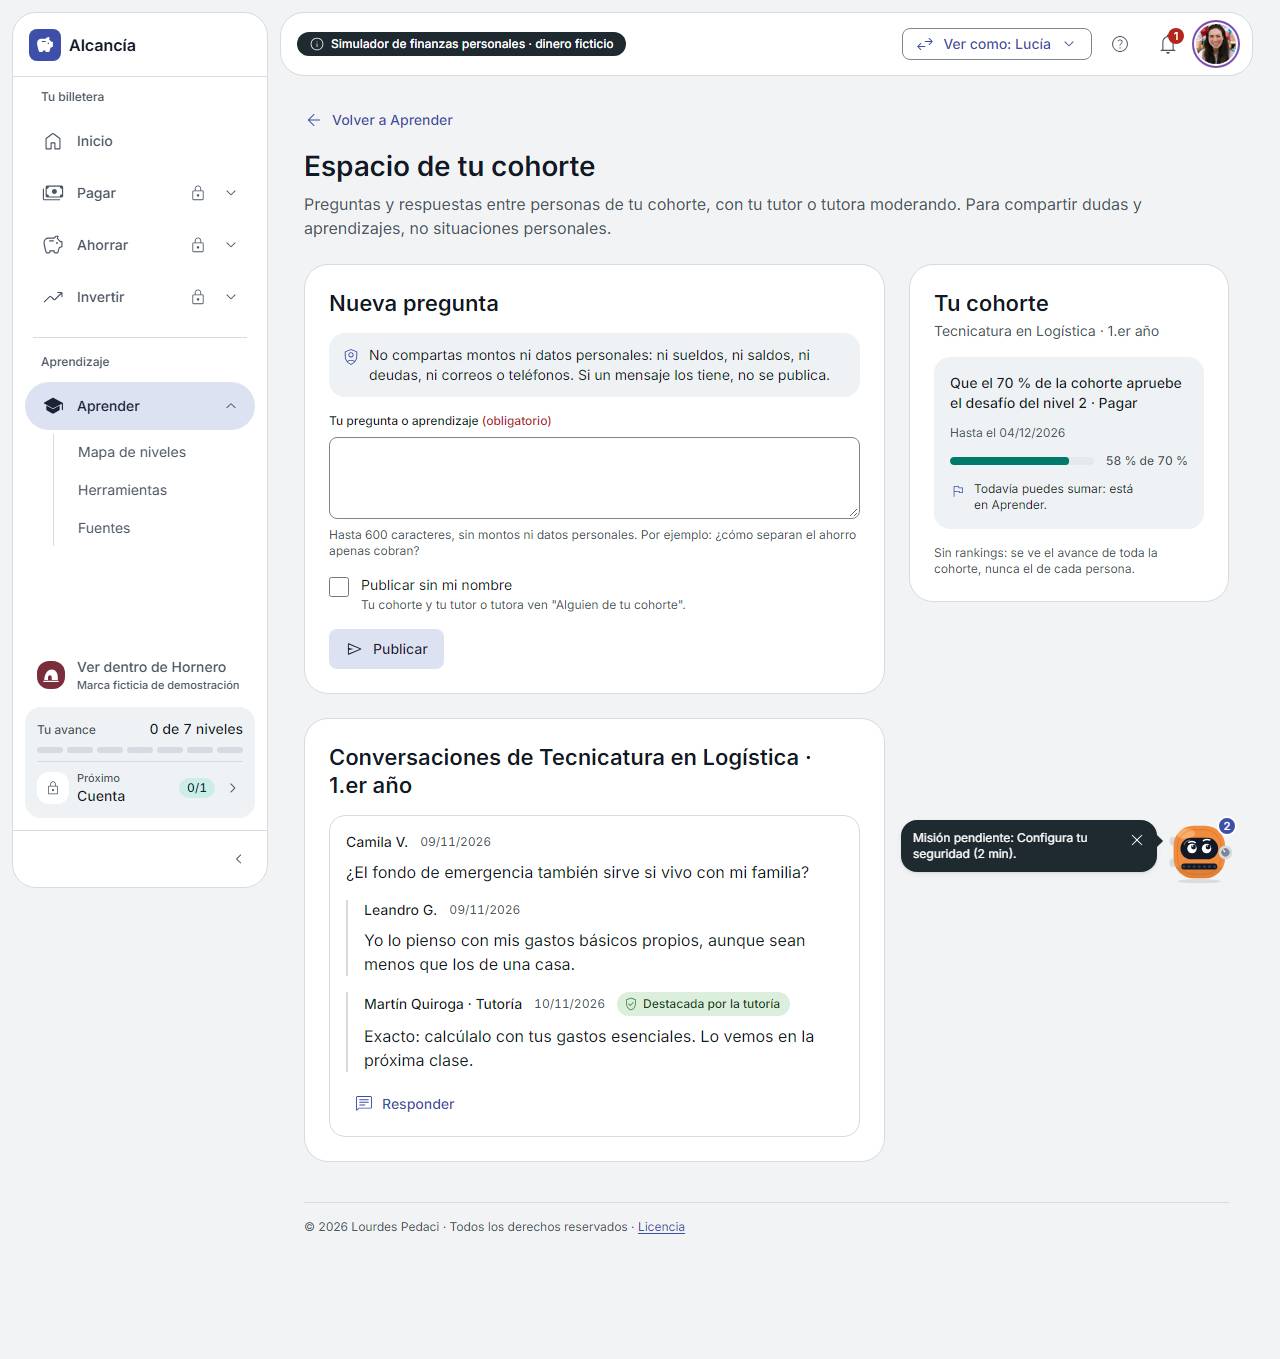 Alcancía
Tu billetera
Inicio
Pagar
Ahorrar
Invertir
Aprendizaje
Aprender
Mapa de niveles
Herramientas
Fuentes
Ver dentro de Hornero
Marca ficticia de demostración
Tu avance
0 de 7 niveles
Próximo
Cuenta
0/1
Simulador de finanzas personales · dinero ficticio
Ver como: Lucía
1
Volver a Aprender
Espacio de tu cohorte
Preguntas y respuestas entre personas de tu cohorte, con tu tutor o tutora moderando. Para compartir dudas y
aprendizajes, no situaciones personales.
Nueva pregunta
No compartas montos ni datos personales: ni sueldos, ni saldos, ni
deudas, ni correos o teléfonos. Si un mensaje los tiene, no se publica.
Tu pregunta o aprendizaje (obligatorio)
Hasta 600 caracteres, sin montos ni datos personales. Por ejemplo: ¿cómo separan el ahorro
apenas cobran?
Publicar sin mi nombre
Tu cohorte y tu tutor o tutora ven "Alguien de tu cohorte".
Publicar
Tu cohorte
Tecnicatura en Logística · 1.er año
Que el 70 % de la cohorte apruebe
el desafío del nivel 2 · Pagar
Hasta el 04/12/2026
58 % de 70 %
Todavía puedes sumar: está
en Aprender.
Sin rankings: se ve el avance de toda la
cohorte, nunca el de cada persona.
Conversaciones de Tecnicatura en Logística ·
1.er año
Camila V. 09/11/2026
¿El fondo de emergencia también sirve si vivo con mi familia?
Leandro G. 09/11/2026
Yo lo pienso con mis gastos básicos propios, aunque sean
menos que los de una casa.
Martín Quiroga · Tutoría 10/11/2026 Destacada por la tutoría
Exacto: calcúlalo con tus gastos esenciales. Lo vemos en la
próxima clase.
Responder
Misión pendiente: Configura tu
seguridad (2 min).
2
© 2026 Lourdes Pedaci · Todos los derechos reservados · Licencia